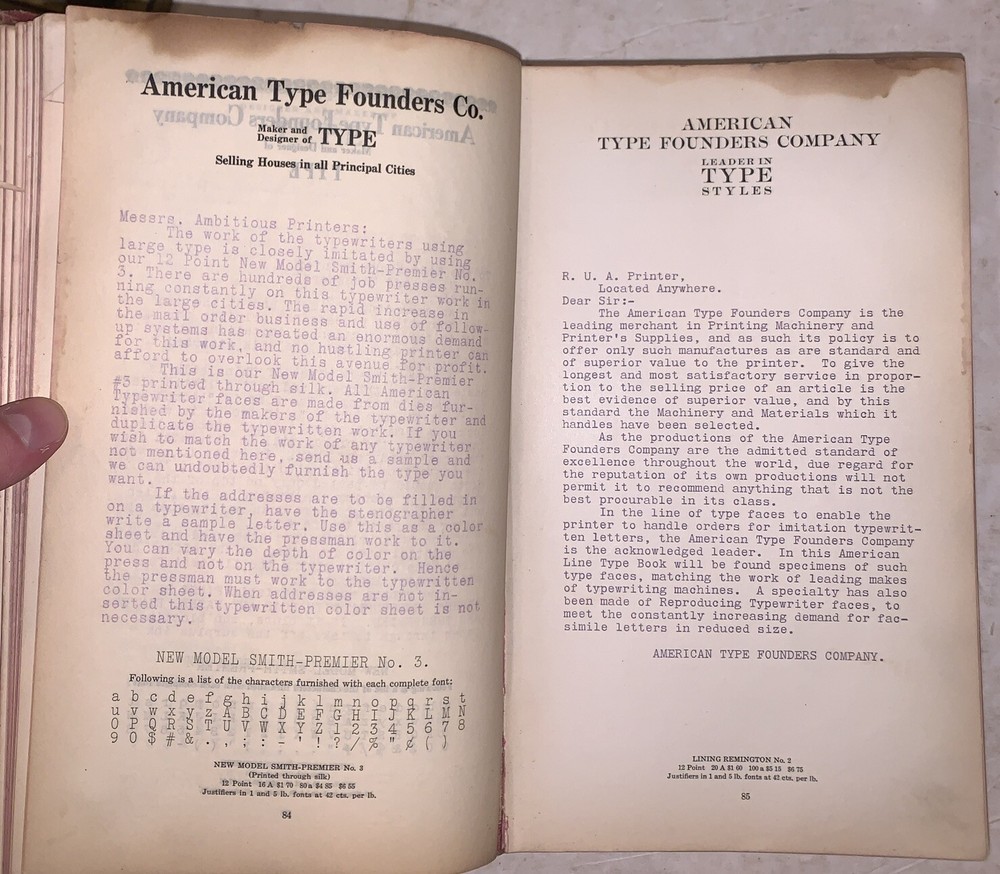 American Type Founders Co.
Maker and
Designer of TYPE
Selling Houses in all Principal Cities
Messrs. Ambitious Printers:
The work of the typewriters using
large type is closely imitated by using
our 12 Point New Model Smith-Premier No.
3. There are hundreds of job presses run-
ning constantly on this typewriter work in
the large cities. The rapid increase in
the mail order business and use of follow-
up systems has created an enormous demand
for this work, and no hustling printer can
afford to overlook this avenue for profit.
This is our New Model Smith-Premier
#3 printed through silk. All American
Typewriter faces are made from dies fur-
nished by the makers of the typewriter and
duplicate the typewritten work. If you
wish to match the work of any typewriter
not mentioned here, send us a sample and
we can undoubtedly furnish the type you
want.
If the addresses are to be filled in
on a typewriter, have the stenographer
write a sample letter. Use this as a color
sheet and have the pressman work to it.
You can vary the depth of color on the
press and not on the typewriter. Hence
the pressman must work to the typewritten
color sheet. When addresses are not in-
serted this typewritten color sheet is not
necessary.
NEW MODEL SMITH-PREMIER No. 3.
Following is a list of the characters furnished with each complete font:
a b c d e f g h i j k l m n o p q r s t
u v w x y z A B C D E F G H I J K L M N
O P Q R S T U V W X Y Z 1 2 3 4 5 6 7 8
9 0 $ # & . , ; : - ' ! ? / % " ¢ ( )
NEW MODEL SMITH-PREMIER No. 3
(Printed through silk)
12 Point 16 A $1 70 80 a $4 85 $6 55
Justifiers in 1 and 5 lb. fonts at 42 cts. per lb.
84
AMERICAN
TYPE FOUNDERS COMPANY
LEADER IN
TYPE
STYLES
R. U. A. Printer,
Located Anywhere.
Dear Sir:-
The American Type Founders Company is the
leading merchant in Printing Machinery and
Printer's Supplies, and as such its policy is to
offer only such manufactures as are standard and
of superior value to the printer. To give the
longest and most satisfactory service in propor-
tion to the selling price of an article is the
best evidence of superior value, and by this
standard the Machinery and Materials which it
handles have been selected.
As the productions of the American Type
Founders Company are the admitted standard of
excellence throughout the world, due regard for
the reputation of its own productions will not
permit it to recommend anything that is not the
best procurable in its class.
In the line of type faces to enable the
printer to handle orders for imitation typewrit-
ten letters, the American Type Founders Company
is the acknowledged leader. In this American
Line Type Book will be found specimens of such
type faces, matching the work of leading makes
of typewriting machines. A specialty has also
been made of Reproducing Typewriter faces, to
meet the constantly increasing demand for fac-
simile letters in reduced size.
AMERICAN TYPE FOUNDERS COMPANY.
LINING REMINGTON No. 2
12 Point 20 A $1 60 100 a $5 15 $6 75
Justifiers in 1 and 5 lb. fonts at 42 cts. per lb.
85